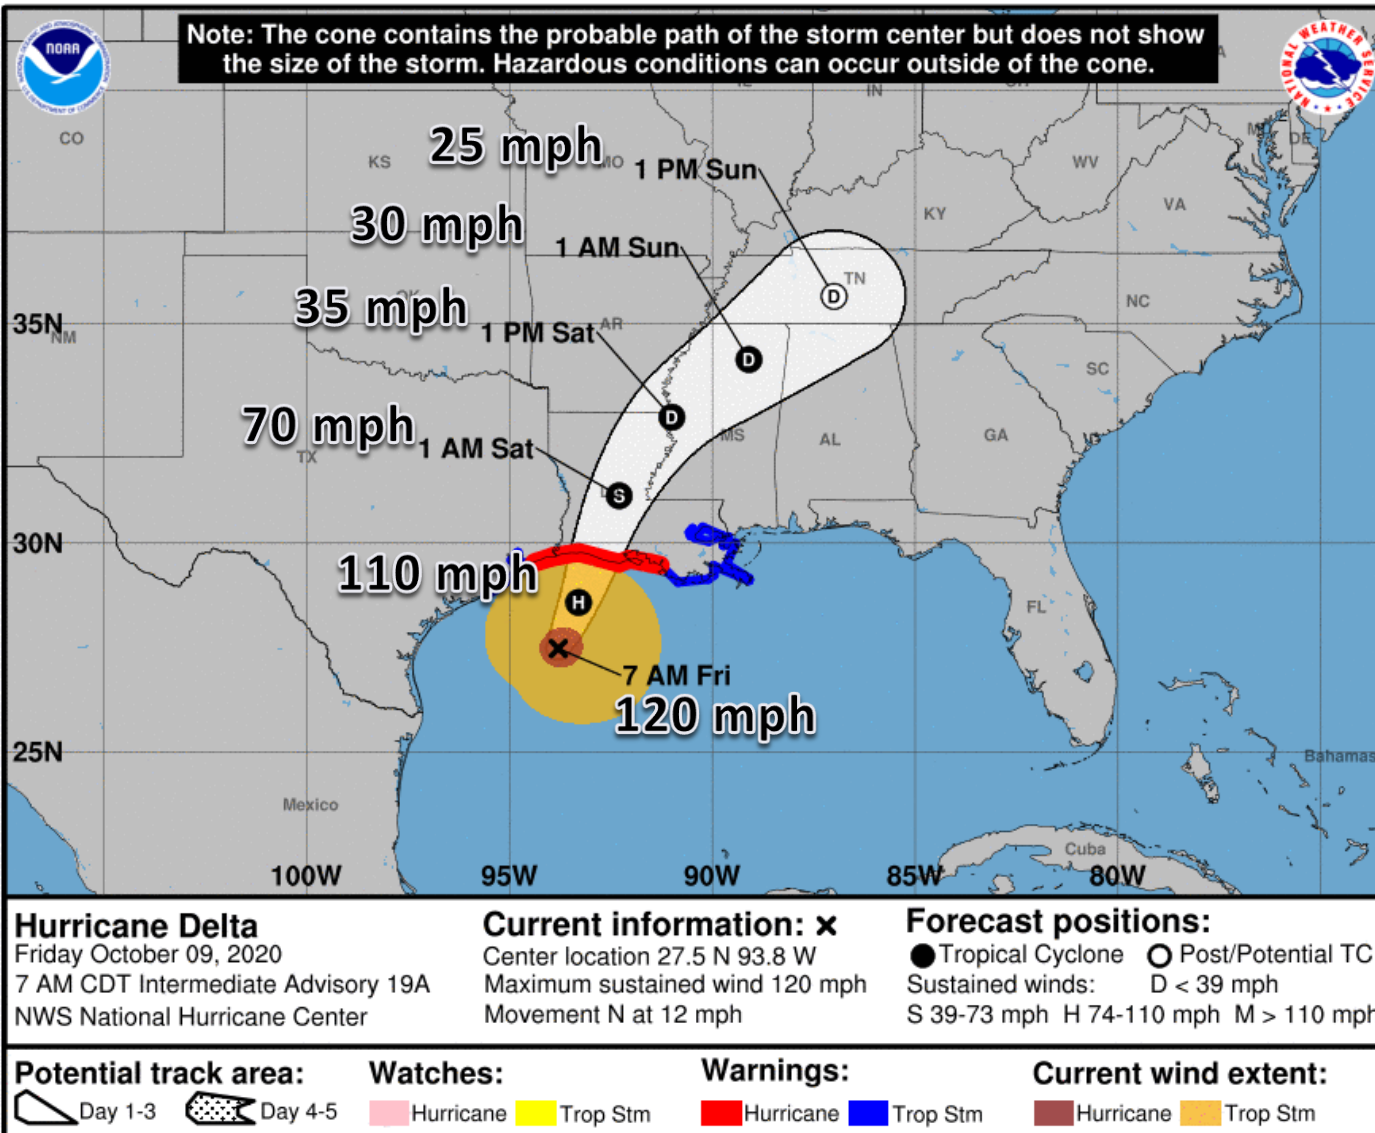 Note: The cone contains the probable path of the storm center but does not show
the size of the storm. Hazardous conditions can occur outside of the cone.
NOAA
NATIONAL WEATHER SERVICE
IN
CO
KS
25 mph
MO
1 PM Sun
WV
DE
VA
KY
30 mph
1 AM Sun
TN
35 mph
NC
35N
NM
AR
1 PM Sat
SC
70 mph
MS
AL
GA
TX
1 AM Sat
D
D
D
S
30N
110 mph
H
FL
7 AM Fri
120 mph
25N
Bahamas
Mexico
Cuba
100W
95W
90W
85W
80W
Hurricane Delta
Friday October 09, 2020
7 AM CDT Intermediate Advisory 19A
NWS National Hurricane Center
Current information: ×
Center location 27.5 N 93.8 W
Maximum sustained wind 120 mph
Movement N at 12 mph
Forecast positions:
Tropical Cyclone Post/Potential TC
Sustained winds: D < 39 mph
S 39-73 mph H 74-110 mph M > 110 mph
Potential track area:
Day 1-3 Day 4-5
Watches:
Hurricane Trop Stm
Warnings:
Hurricane Trop Stm
Current wind extent:
Hurricane Trop Stm